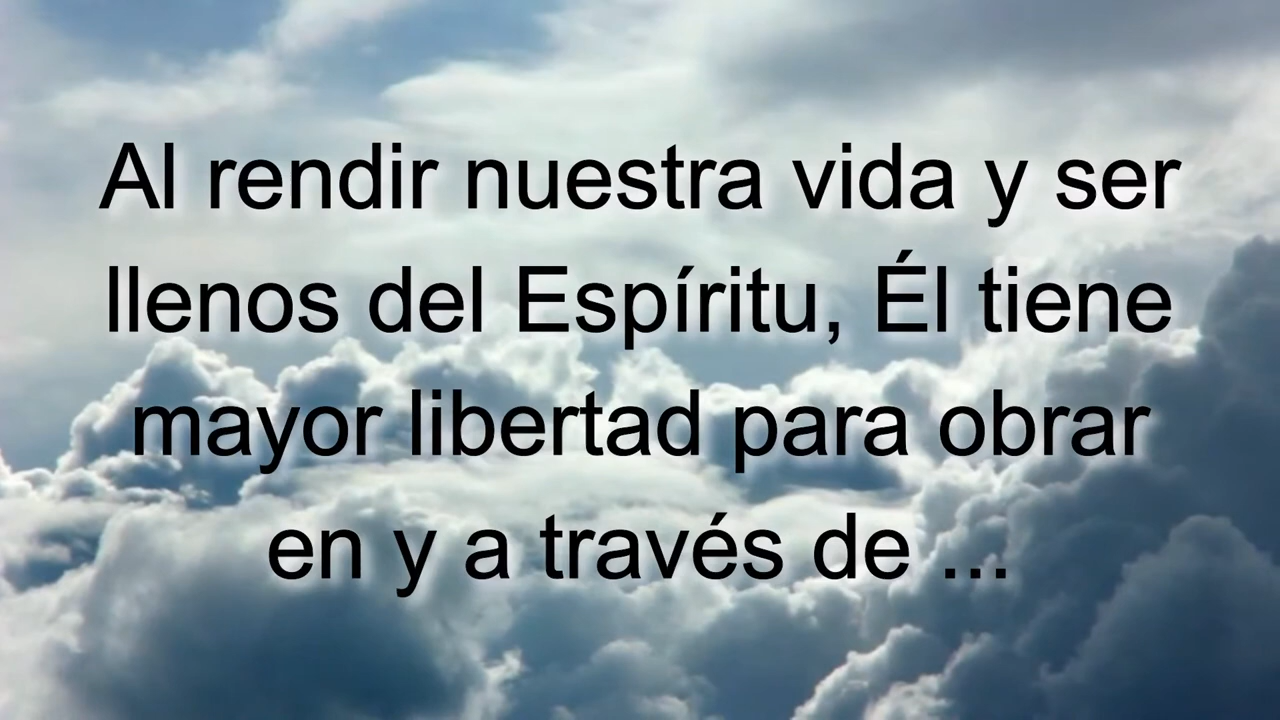 Al rendir nuestra vida y ser
llenos del Espíritu, Él tiene
mayor libertad para obrar
en y a través de ...